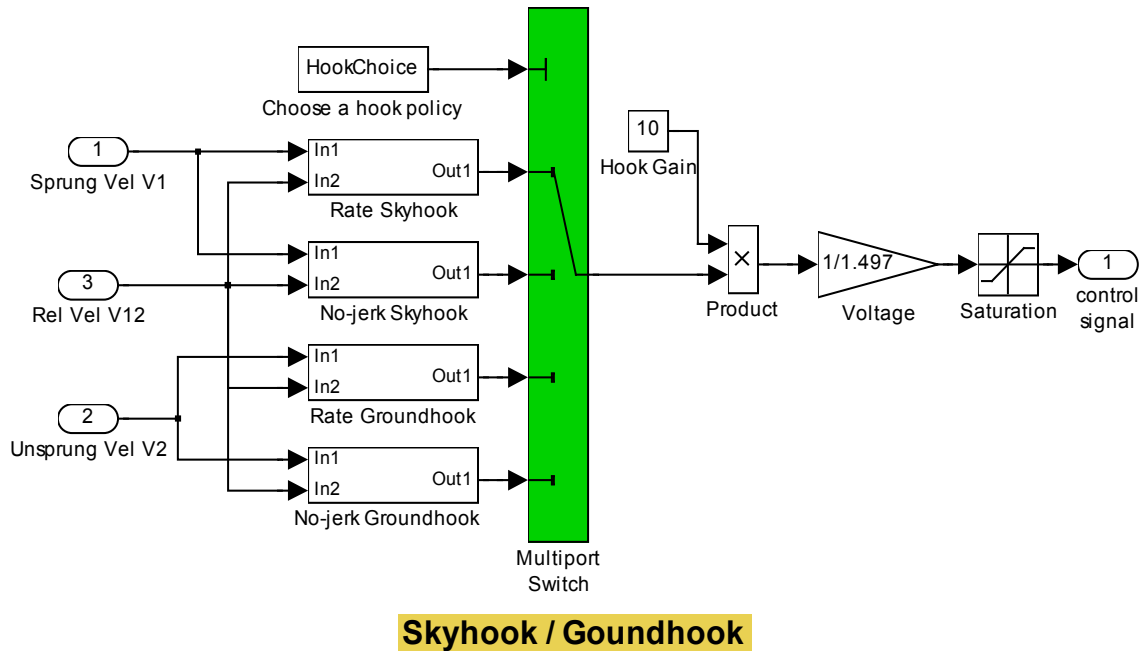 HookChoice
Choose a hook policy
1
Sprung Vel V1
In1
In2
Out1
Rate Skyhook
3
Rel Vel V12
In1
In2
Out1
No-jerk Skyhook
2
Unsprung Vel V2
In1
In2
Out1
Rate Groundhook
In1
In2
Out1
No-jerk Groundhook
Multiport
Switch
10
Hook Gain
×
Product
1/1.497
Voltage
Saturation
1
control
signal
Skyhook / Goundhook